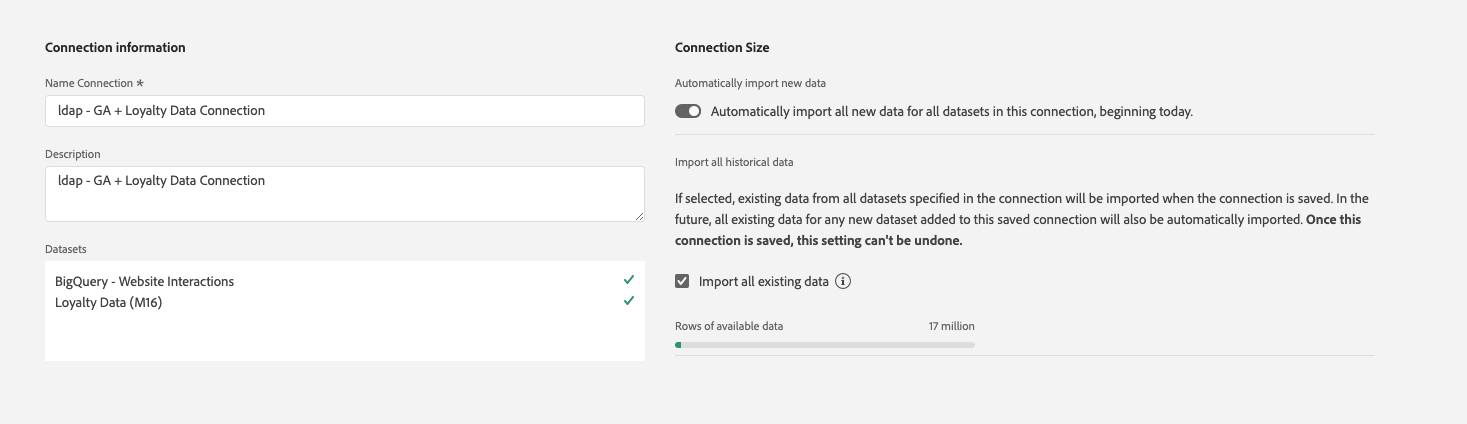 Connection information
Name Connection *
ldap - GA + Loyalty Data Connection
Description
ldap - GA + Loyalty Data Connection
Datasets
BigQuery - Website Interactions
Loyalty Data (M16)
Connection Size
Automatically import new data
Automatically import all new data for all datasets in this connection, beginning today.
Import all historical data
If selected, existing data from all datasets specified in the connection will be imported when the connection is saved. In the
future, all existing data for any new dataset added to this saved connection will also be automatically imported. Once this
connection is saved, this setting can't be undone.
Import all existing data
Rows of available data 17 million